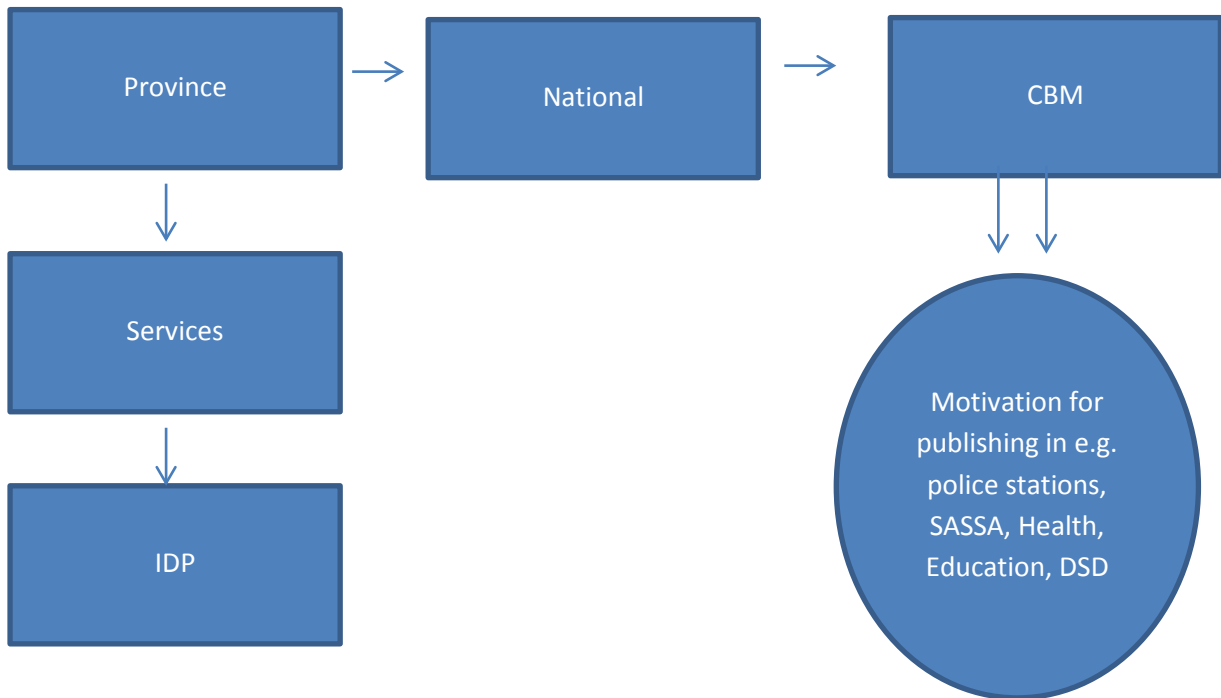 Province
National
CBM
Services
IDP
Motivation for
publishing in e.g.
police stations,
SASSA, Health,
Education, DSD